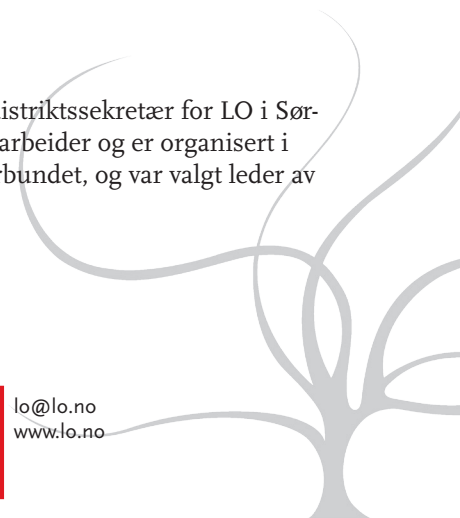 istriktssekretær for LO i Sør-
arbeider og er organisert i
rbundet, og var valgt leder av
lo@lo.no
www.lo.no